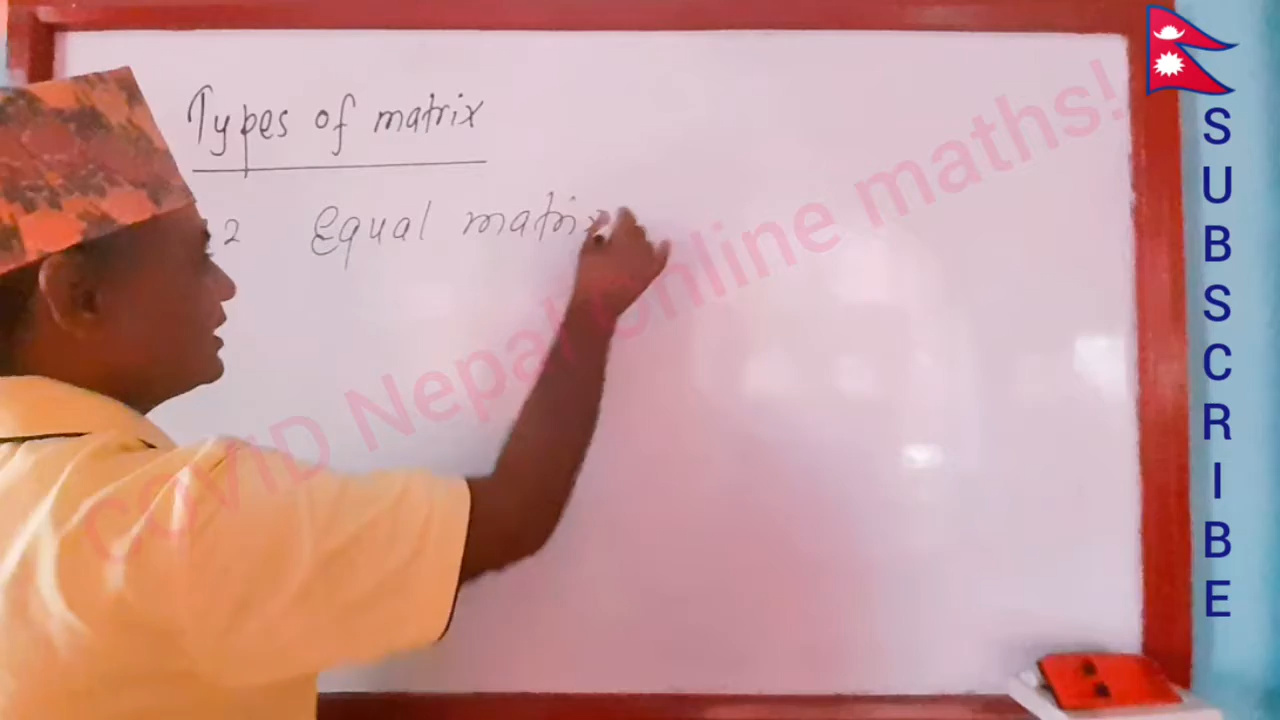 Types of matrix
2 Equal matrix
COVID Nepal online maths!
SUBSCRIBE